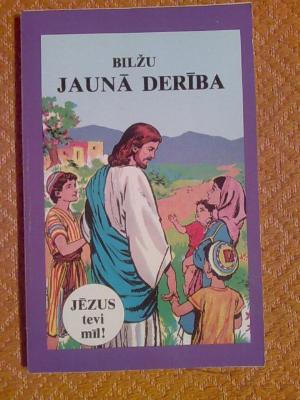 BILŽU
JAUNĀ DERĪBA
JĒZUS
tevi
mīl!